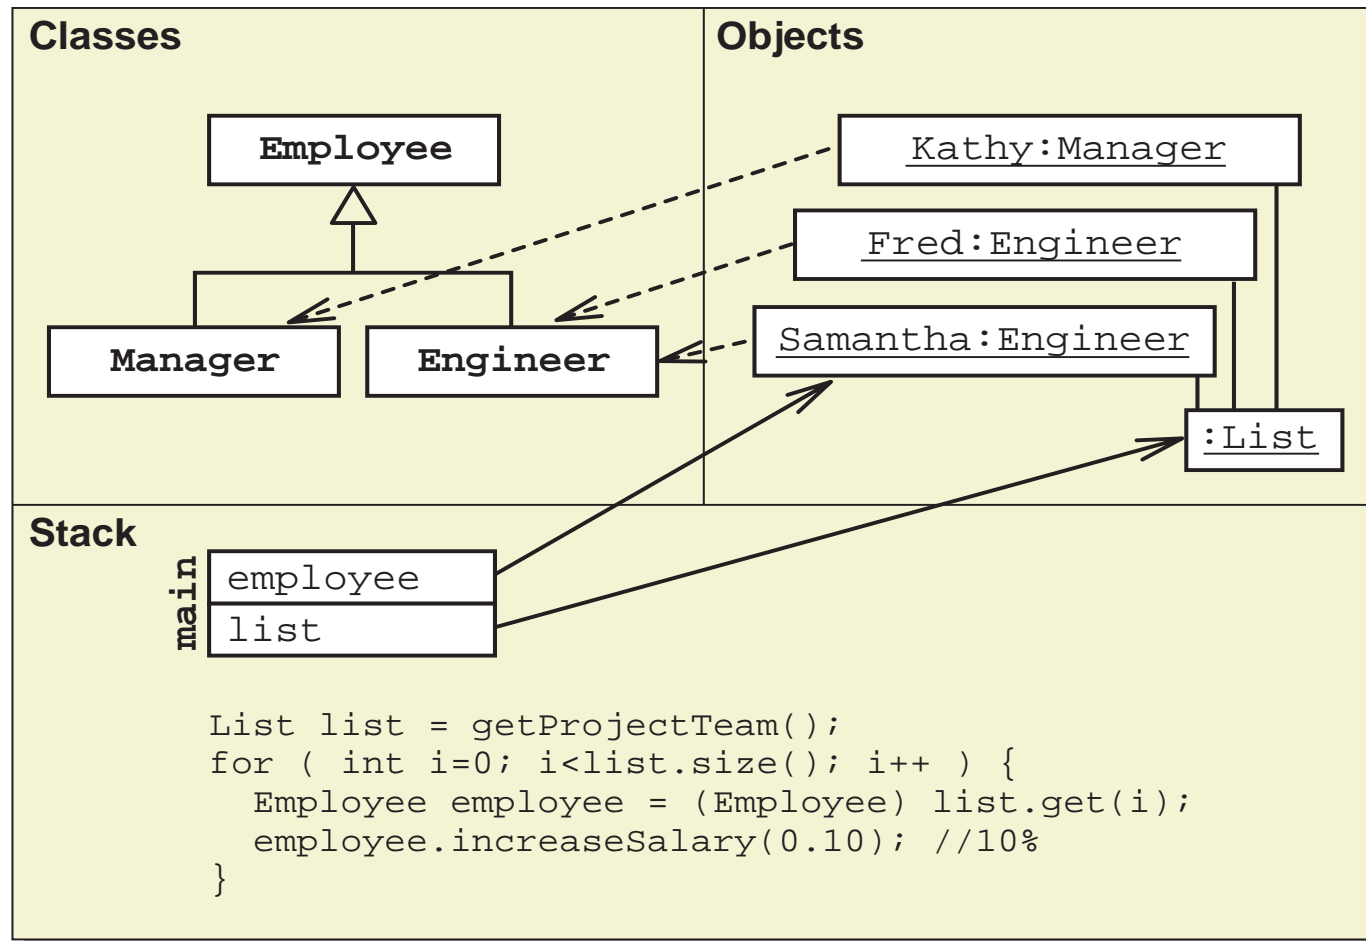 Classes
Objects
Employee
Manager
Engineer
Kathy:Manager
Fred:Engineer
Samantha:Engineer
:List
Stack
main
employee
list
List list = getProjectTeam();
for ( int i=0; i<list.size(); i++ ) {
  Employee employee = (Employee) list.get(i);
  employee.increaseSalary(0.10); //10%
}